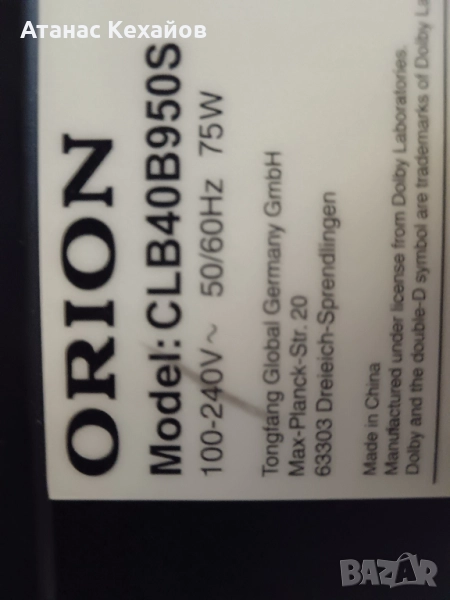 Атанас Кехайов
ORION
Model: CLB40B950S
100-240V~ 50/60Hz 75W
Tongfang Global Germany GmbH
Max-Planck-Str. 20
63303 Dreieich-Sprendlingen
Made in China
Manufactured under license from Dolby Laboratories.
Dolby and the double-D symbol are trademarks of Dolby La
BAZAR